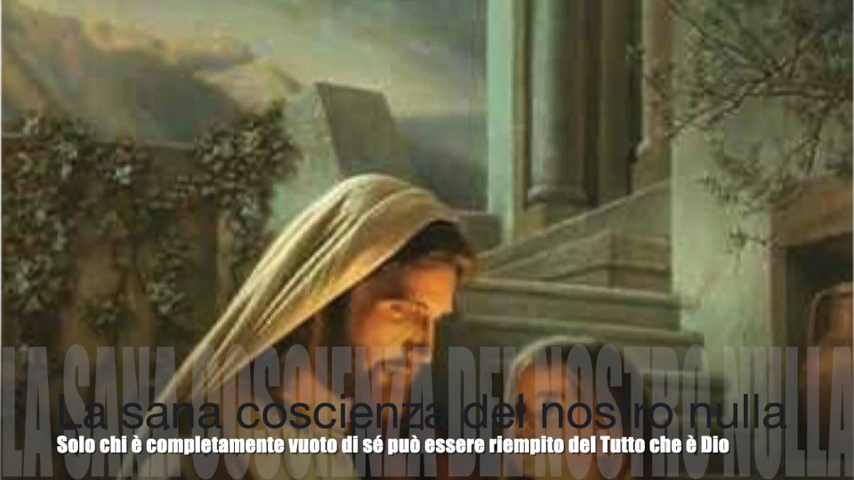 LA SANA COSCIENZA DEL NOSTRO NULLA
La sana coscienza del nostro nulla
Solo chi è completamente vuoto di sé può essere riempito del Tutto che è Dio